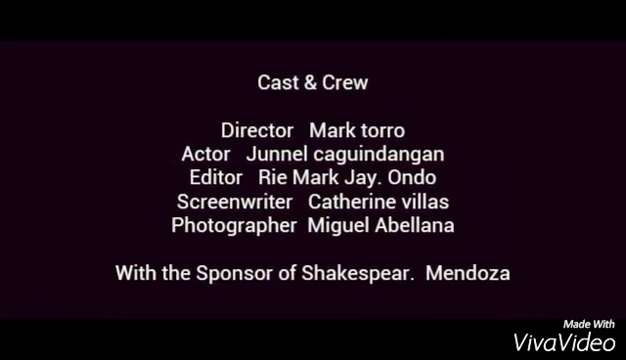 Cast & Crew
Director Mark torro
Actor Junnel caguindangan
Editor Rie Mark Jay. Ondo
Screenwriter Catherine villas
Photographer Miguel Abellana
With the Sponsor of Shakespear. Mendoza
Made With
VivaVideo